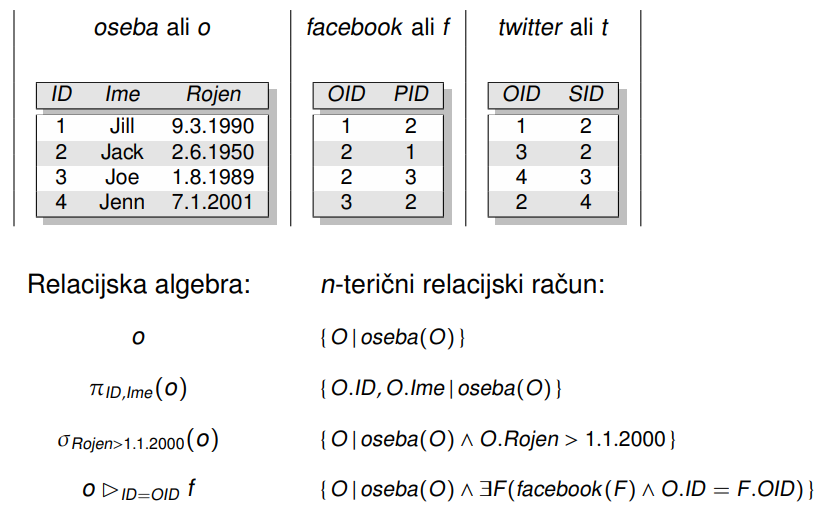 oseba ali o facebook ali f twitter ali t
ID Ime Rojen OID PID OID SID
1 Jill 9.3.1990 1 2 1 2
2 Jack 2.6.1950 2 1 3 2
3 Joe 1.8.1989 2 3 4 3
4 Jenn 7.1.2001 3 2 2 4
Relacijska algebra: n-terični relacijski račun:
o { O | oseba(O) }
π_ID,Ime(o) { O.ID, O.Ime | oseba(O) }
σ_Rojen>1.1.2000(o) { O | oseba(O) ∧ O.Rojen > 1.1.2000 }
o ▷_ID=OID f { O | oseba(O) ∧ ∃F(facebook(F) ∧ O.ID = F.OID) }